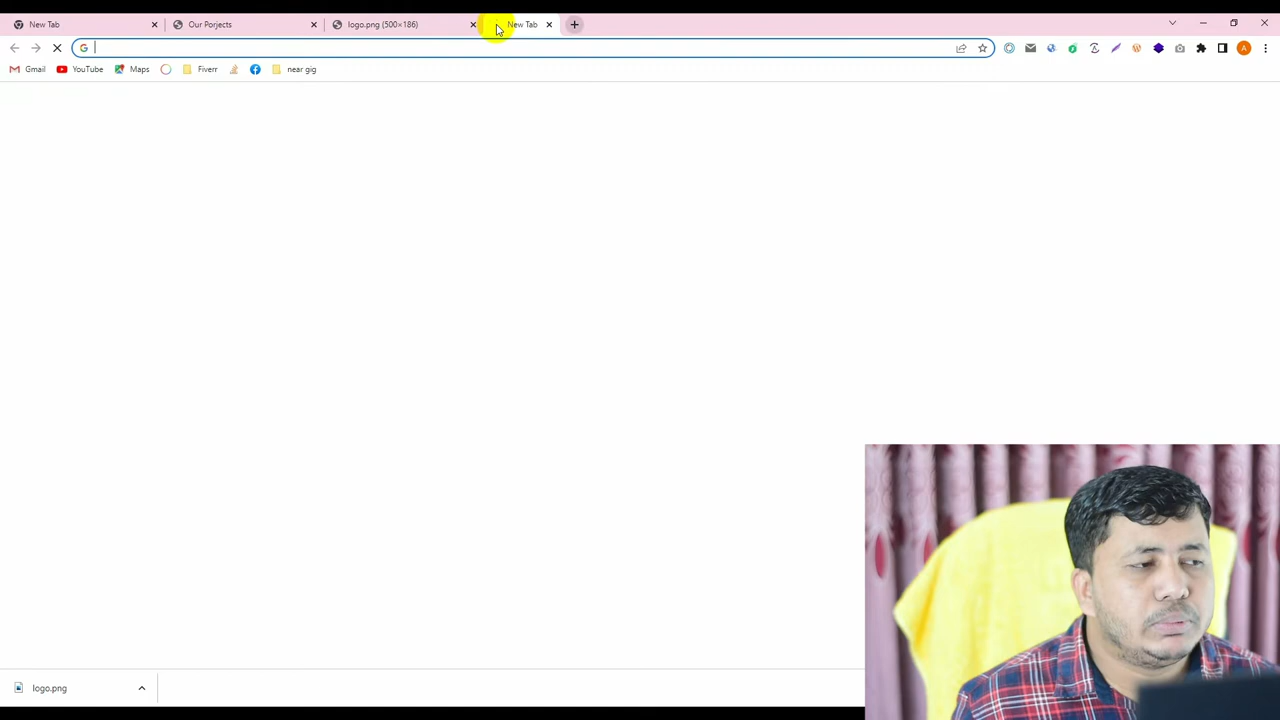 New Tab
Our Porjects
logo.png (500×186)
New Tab
Gmail
YouTube
Maps
Fiverr
near gig
logo.png